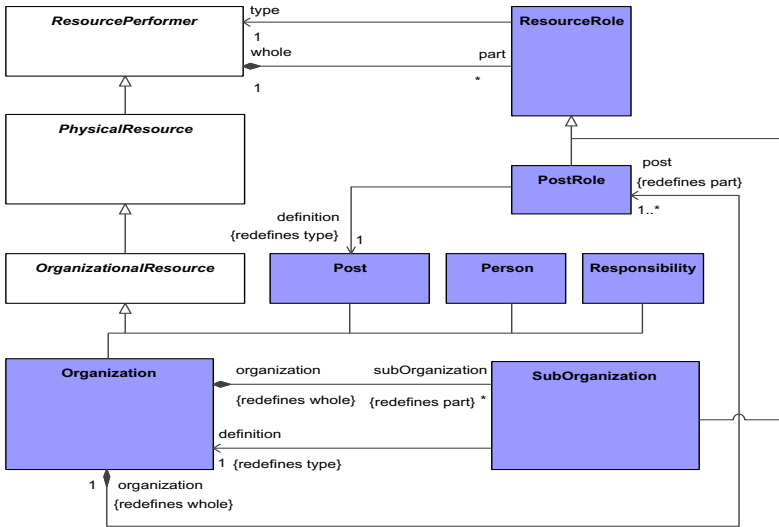 type
ResourcePerformer
ResourceRole
1
whole
part
1
*
PhysicalResource
post
PostRole
{redefines part}
definition
1..*
{redefines type}
1
OrganizationalResource
Post
Person
Responsibility
Organization
organization
subOrganization
SubOrganization
{redefines whole}
{redefines part}
*
definition
1
{redefines type}
1
organization
{redefines whole}